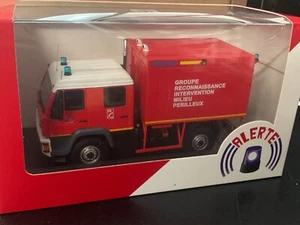 GROUPE
RECONNAISSANCE
INTERVENTION
MILIEU
PERILLEUX
ALERTE